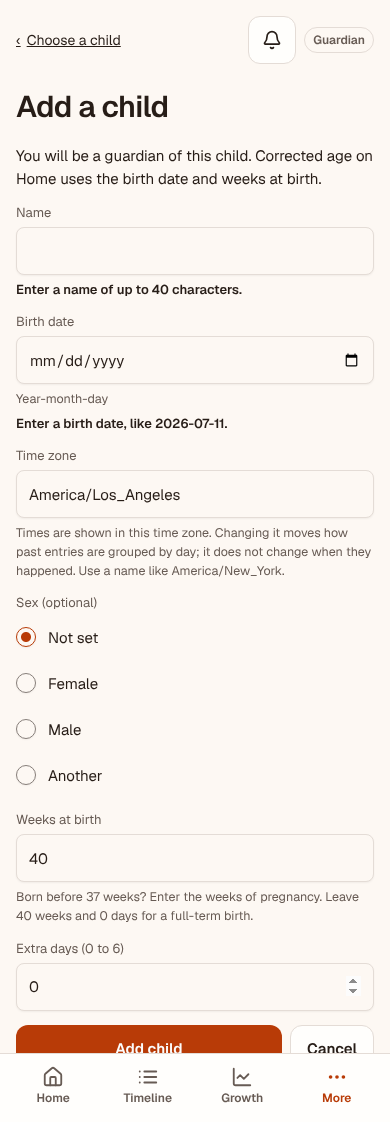 ‹ Choose a child
Guardian
Add a child
You will be a guardian of this child. Corrected age on
Home uses the birth date and weeks at birth.
Name
Enter a name of up to 40 characters.
Birth date
mm/dd/yyyy
Year-month-day
Enter a birth date, like 2026-07-11.
Time zone
America/Los_Angeles
Times are shown in this time zone. Changing it moves how
past entries are grouped by day; it does not change when they
happened. Use a name like America/New_York.
Sex (optional)
Not set
Female
Male
Another
Weeks at birth
40
Born before 37 weeks? Enter the weeks of pregnancy. Leave
40 weeks and 0 days for a full-term birth.
Extra days (0 to 6)
0
Add child
Cancel
Home
Timeline
Growth
More